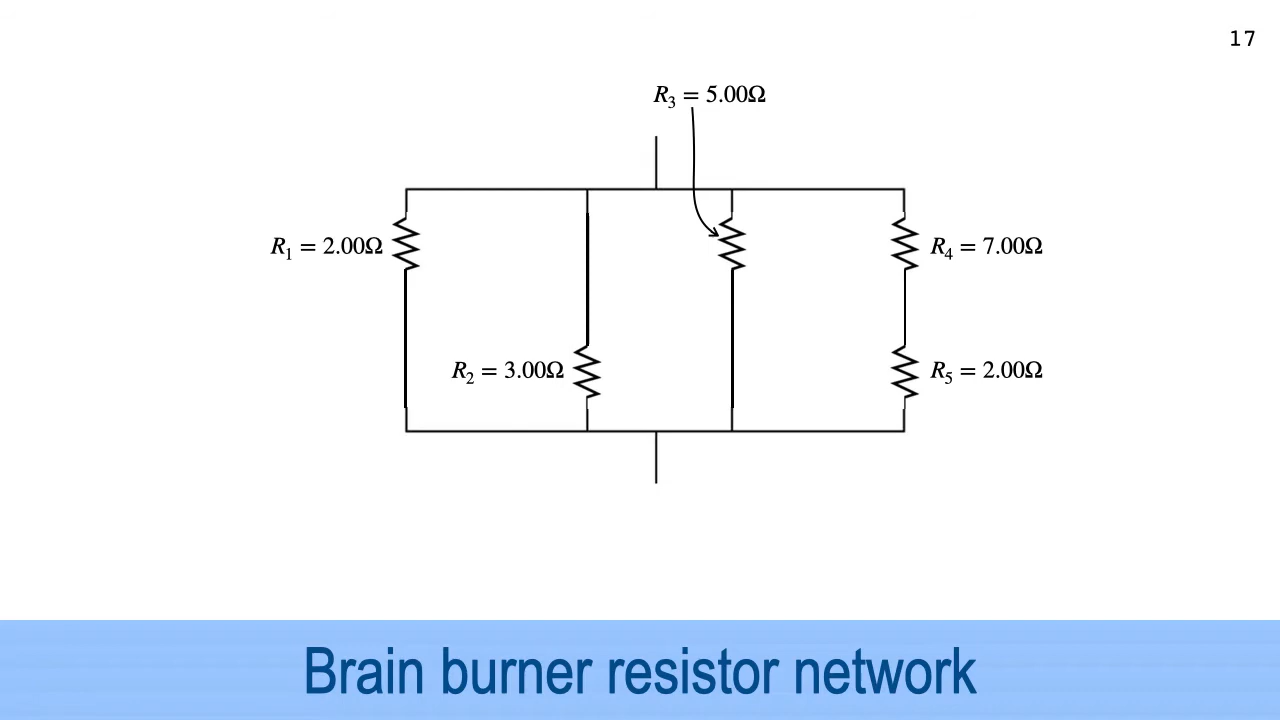 17
R₃ = 5.00Ω
R₁ = 2.00Ω
R₄ = 7.00Ω
R₂ = 3.00Ω
R₅ = 2.00Ω
Brain burner resistor network